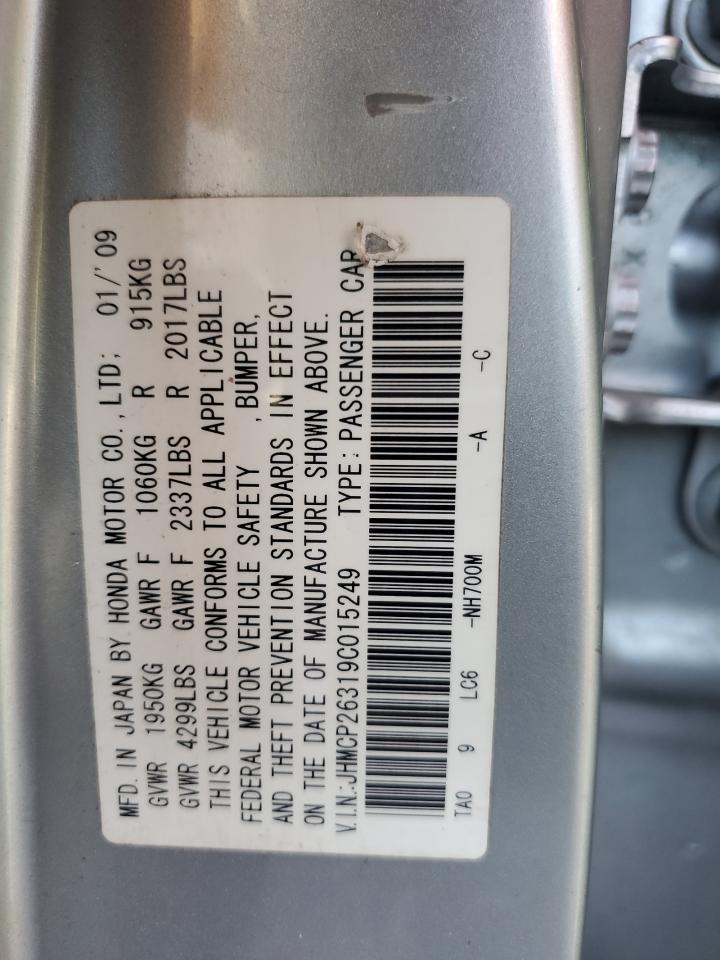 MFD. IN JAPAN BY HONDA MOTOR CO., LTD; 01/'09
GVWR 1950KG GAWR F 1060KG R 915KG
GVWR 4299LBS GAWR F 2337LBS R 2017LBS
THIS VEHICLE CONFORMS TO ALL APPLICABLE
FEDERAL MOTOR VEHICLE SAFETY , BUMPER,
AND THEFT PREVENTION STANDARDS IN EFFECT
ON THE DATE OF MANUFACTURE SHOWN ABOVE.
V.I.N.:JHMCP26319C015249 TYPE: PASSENGER CAR
TA0 9 LC6 -NH700M -A -C